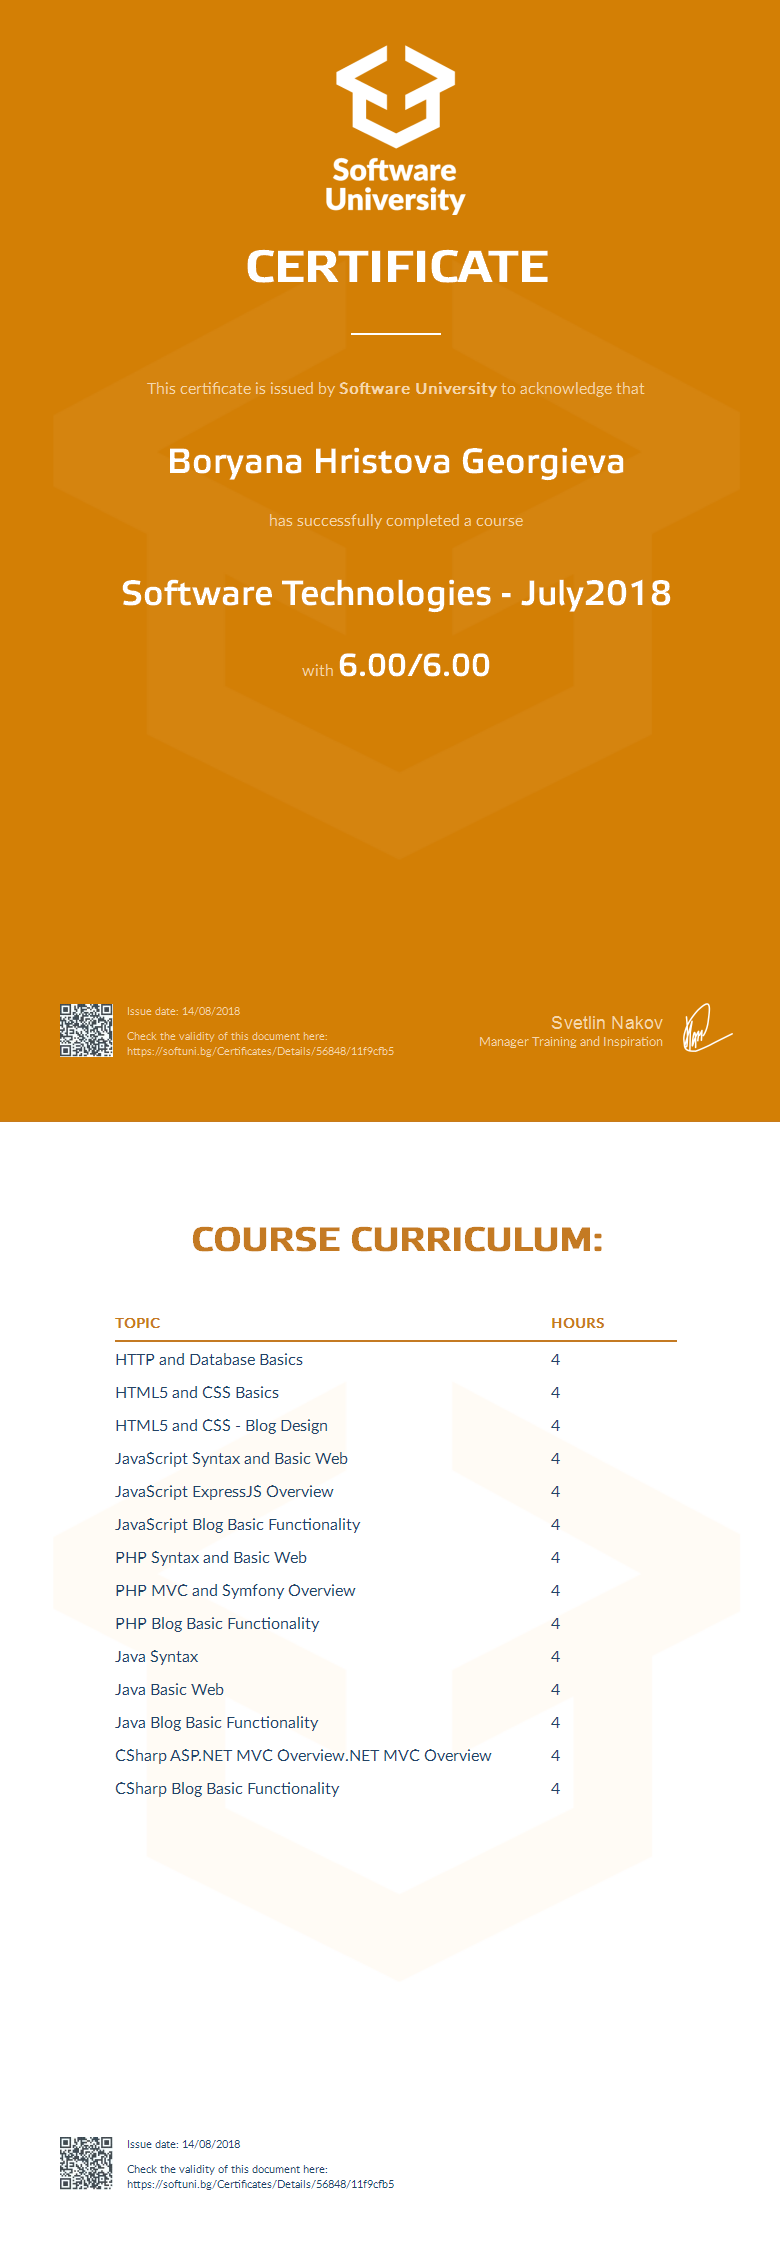 Software
University
CERTIFICATE
This certificate is issued by Software University to acknowledge that
Boryana Hristova Georgieva
has successfully completed a course
Software Technologies - July2018
with 6.00/6.00
Issue date: 14/08/2018
Check the validity of this document here:
https://softuni.bg/Certificates/Details/56848/11f9cfb5
Svetlin Nakov
Manager Training and Inspiration
COURSE CURRICULUM:
TOPIC HOURS
HTTP and Database Basics 4
HTML5 and CSS Basics 4
HTML5 and CSS - Blog Design 4
JavaScript Syntax and Basic Web 4
JavaScript ExpressJS Overview 4
JavaScript Blog Basic Functionality 4
PHP Syntax and Basic Web 4
PHP MVC and Symfony Overview 4
PHP Blog Basic Functionality 4
Java Syntax 4
Java Basic Web 4
Java Blog Basic Functionality 4
CSharp ASP.NET MVC Overview.NET MVC Overview 4
CSharp Blog Basic Functionality 4
Issue date: 14/08/2018
Check the validity of this document here:
https://softuni.bg/Certificates/Details/56848/11f9cfb5